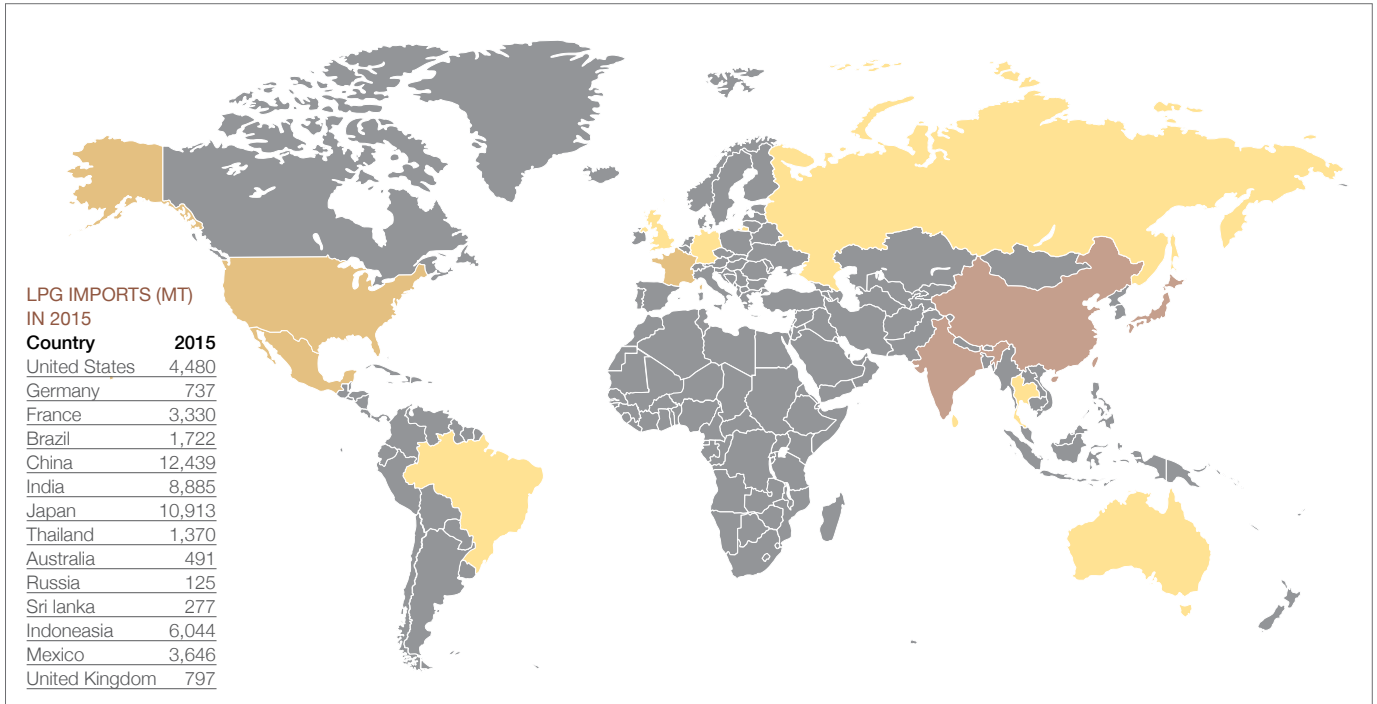 LPG IMPORTS (MT)
IN 2015
Country 2015
United States 4,480
Germany 737
France 3,330
Brazil 1,722
China 12,439
India 8,885
Japan 10,913
Thailand 1,370
Australia 491
Russia 125
Sri lanka 277
Indoneasia 6,044
Mexico 3,646
United Kingdom 797